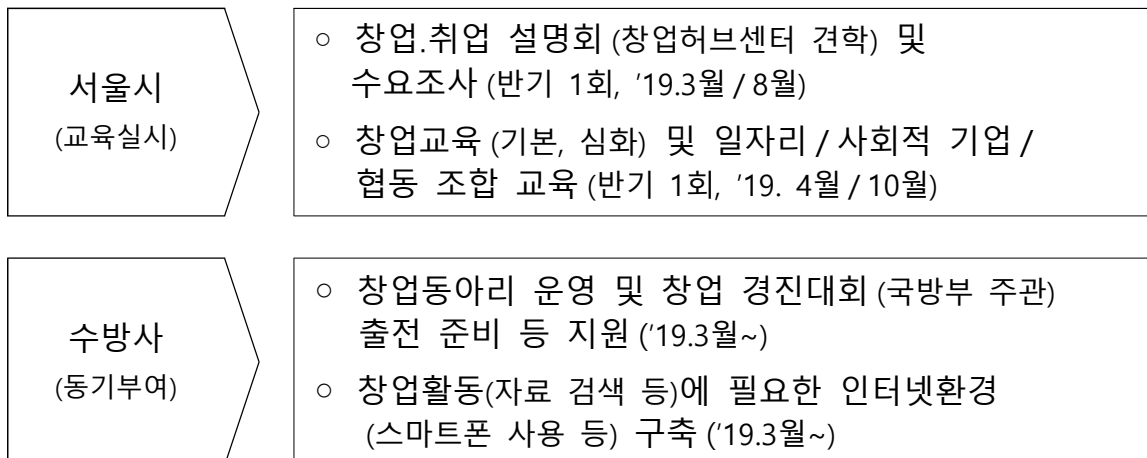 서울시
(교육실시)
○ 창업.취업 설명회 (창업허브센터 견학) 및
수요조사 (반기 1회, '19.3월 / 8월)
○ 창업교육 (기본, 심화) 및 일자리 / 사회적 기업 /
협동 조합 교육 (반기 1회, '19. 4월 / 10월)
수방사
(동기부여)
○ 창업동아리 운영 및 창업 경진대회 (국방부 주관)
출전 준비 등 지원 ('19.3월~)
○ 창업활동(자료 검색 등)에 필요한 인터넷환경
(스마트폰 사용 등) 구축 ('19.3월~)